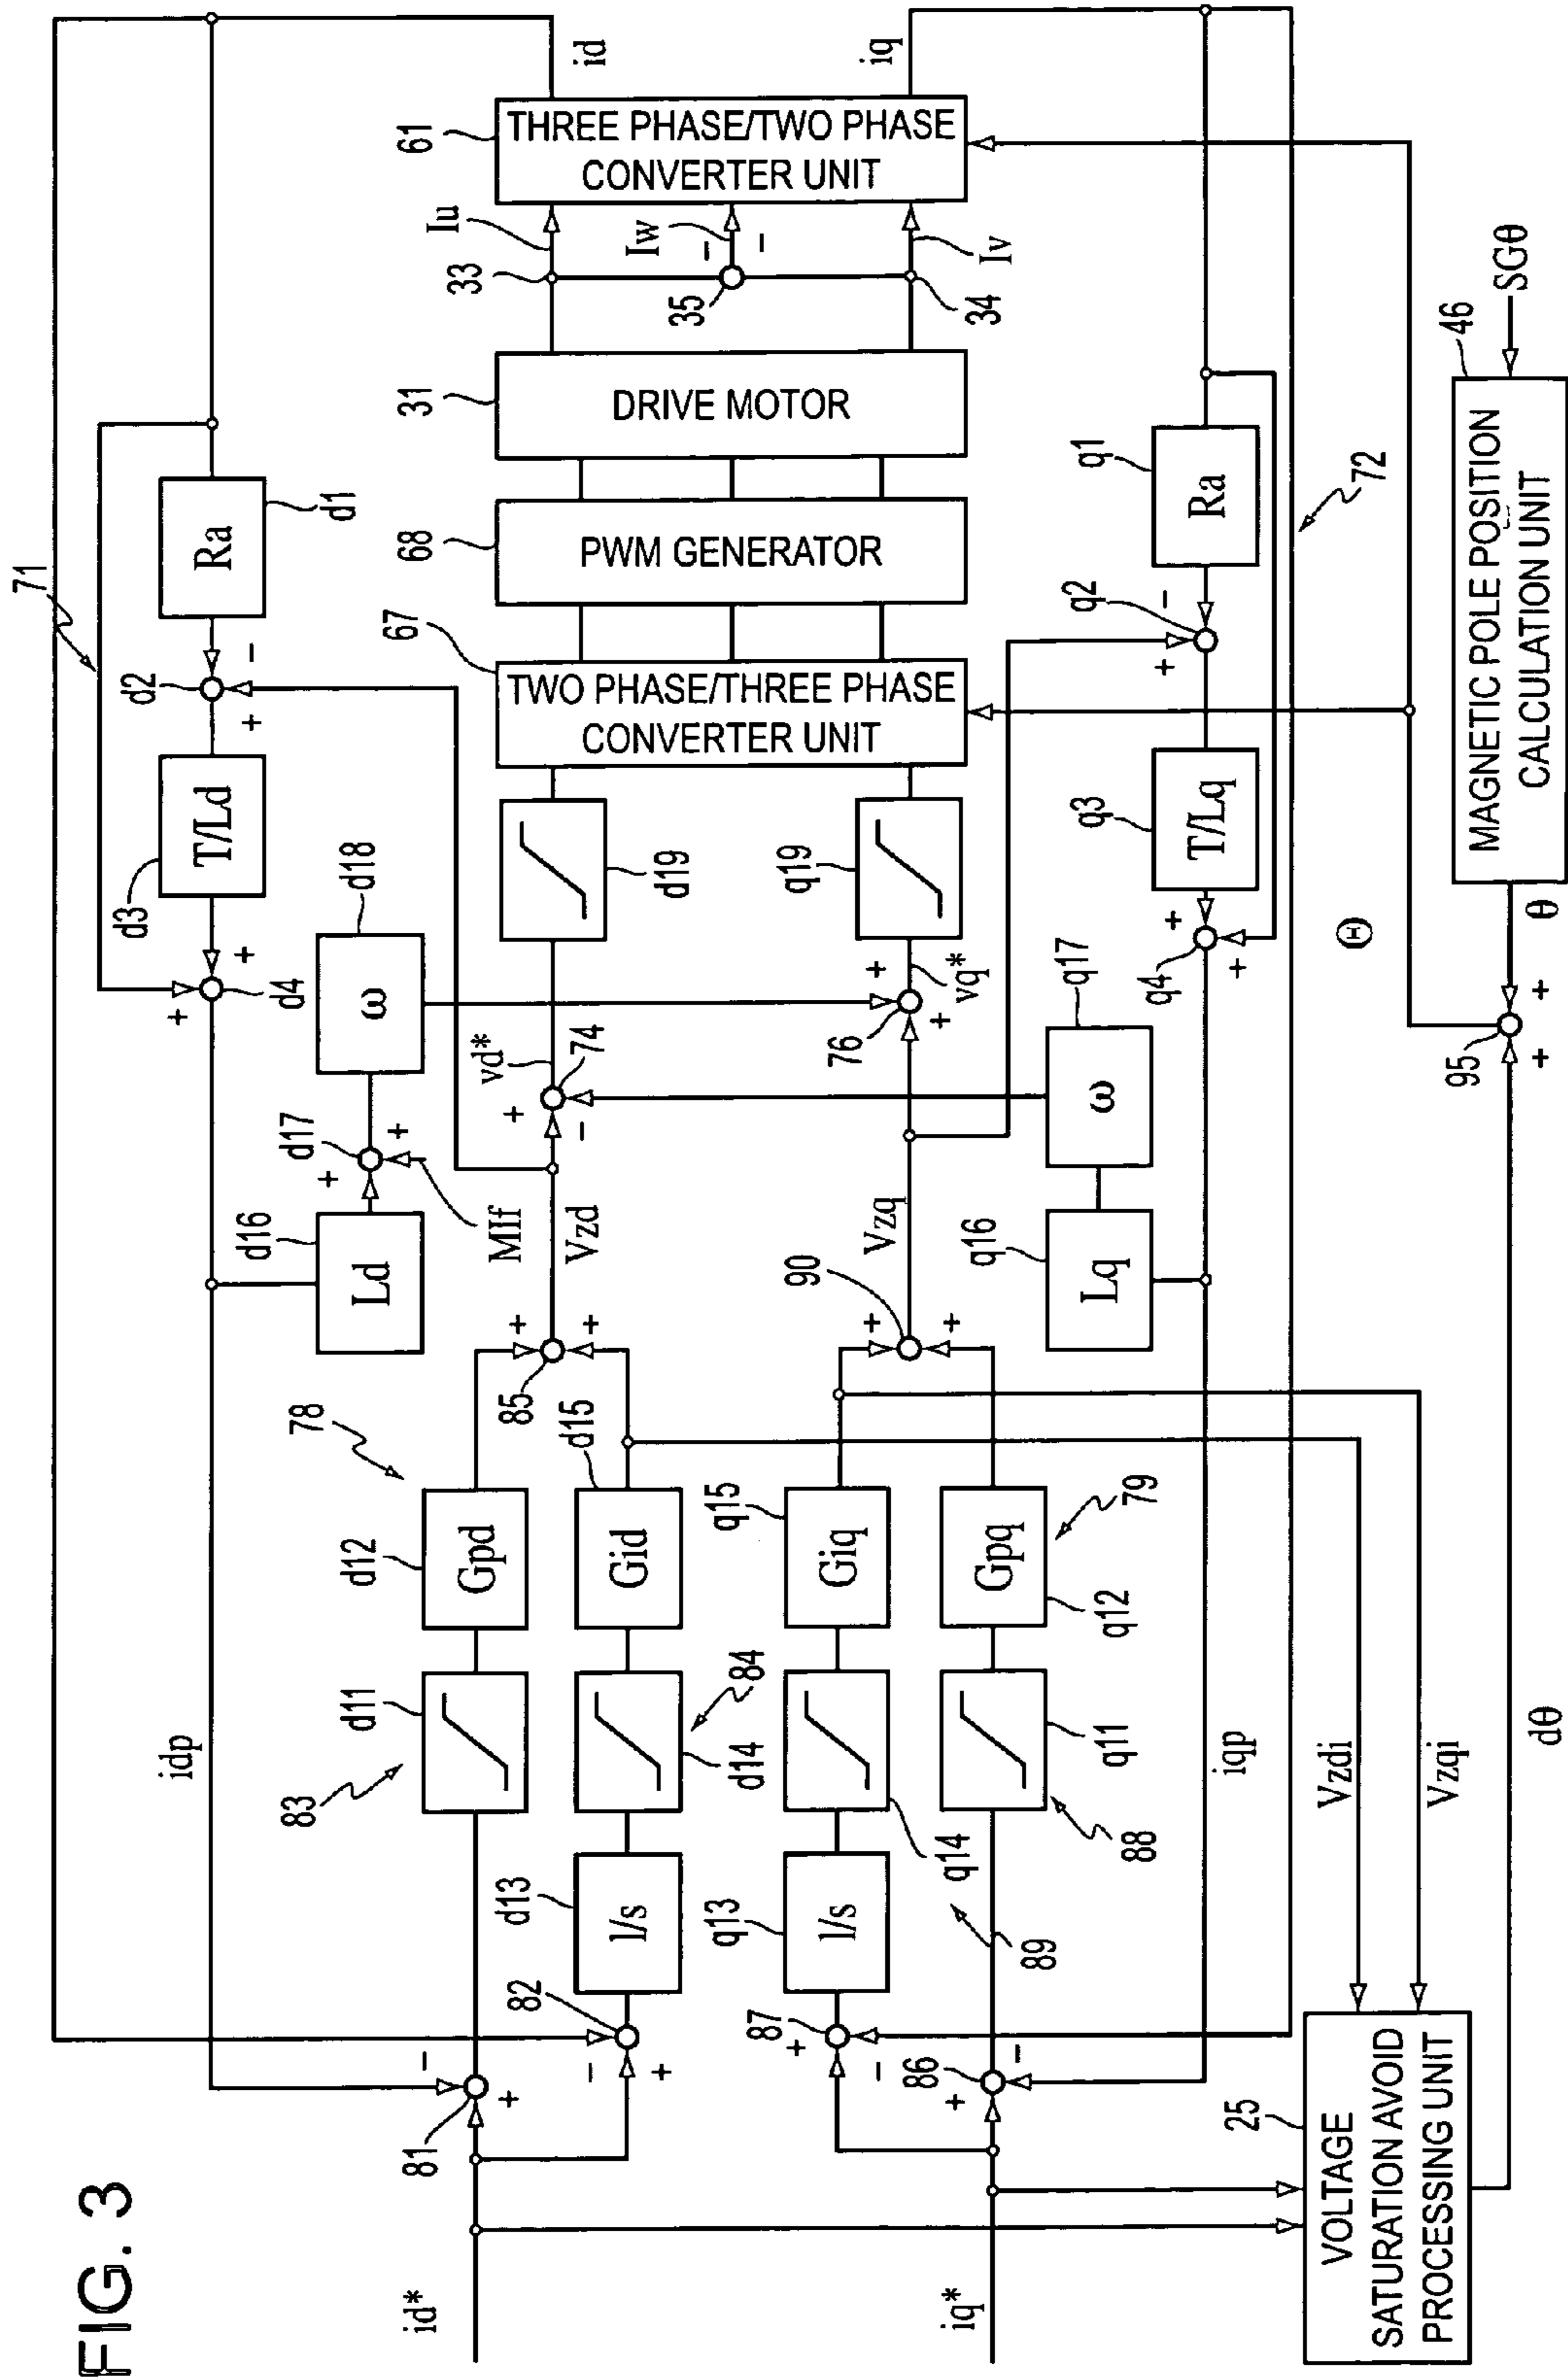 FIG. 3
71
id
d1
Ra
d2
−
+
T/Ld
d3
+
+
d4
idp
d18
ω
d17
+
+
d16
Ld
MIf
61
THREE PHASE/TWO PHASE
CONVERTER UNIT
Iu
Iw
Iv
−
−
33
35
34
iq
31
DRIVE MOTOR
68
PWM GENERATOR
67
TWO PHASE/THREE PHASE
CONVERTER UNIT
d19
q19
vd*
74
+
−
vq*
76
+
+
Vzd
85
+
+
Vzq
90
+
+
78
d12
Gpd
d15
Gid
q15
Giq
Gpq
q12
79
83
d11
84
d14
q14
q11
88
89
d13
1/s
q13
1/s
82
−
+
87
+
−
81
−
+
86
+
−
id*
iq*
q1
Ra
72
q2
−
+
q3
T/Lq
q4
+
+
q17
ω
q16
Lq
iqp
Vzdi
Vzqi
25
VOLTAGE
SATURATION AVOID
PROCESSING UNIT
dθ
95
+
+
θ
Θ
46
MAGNETIC POLE POSITION
CALCULATION UNIT
SGθ